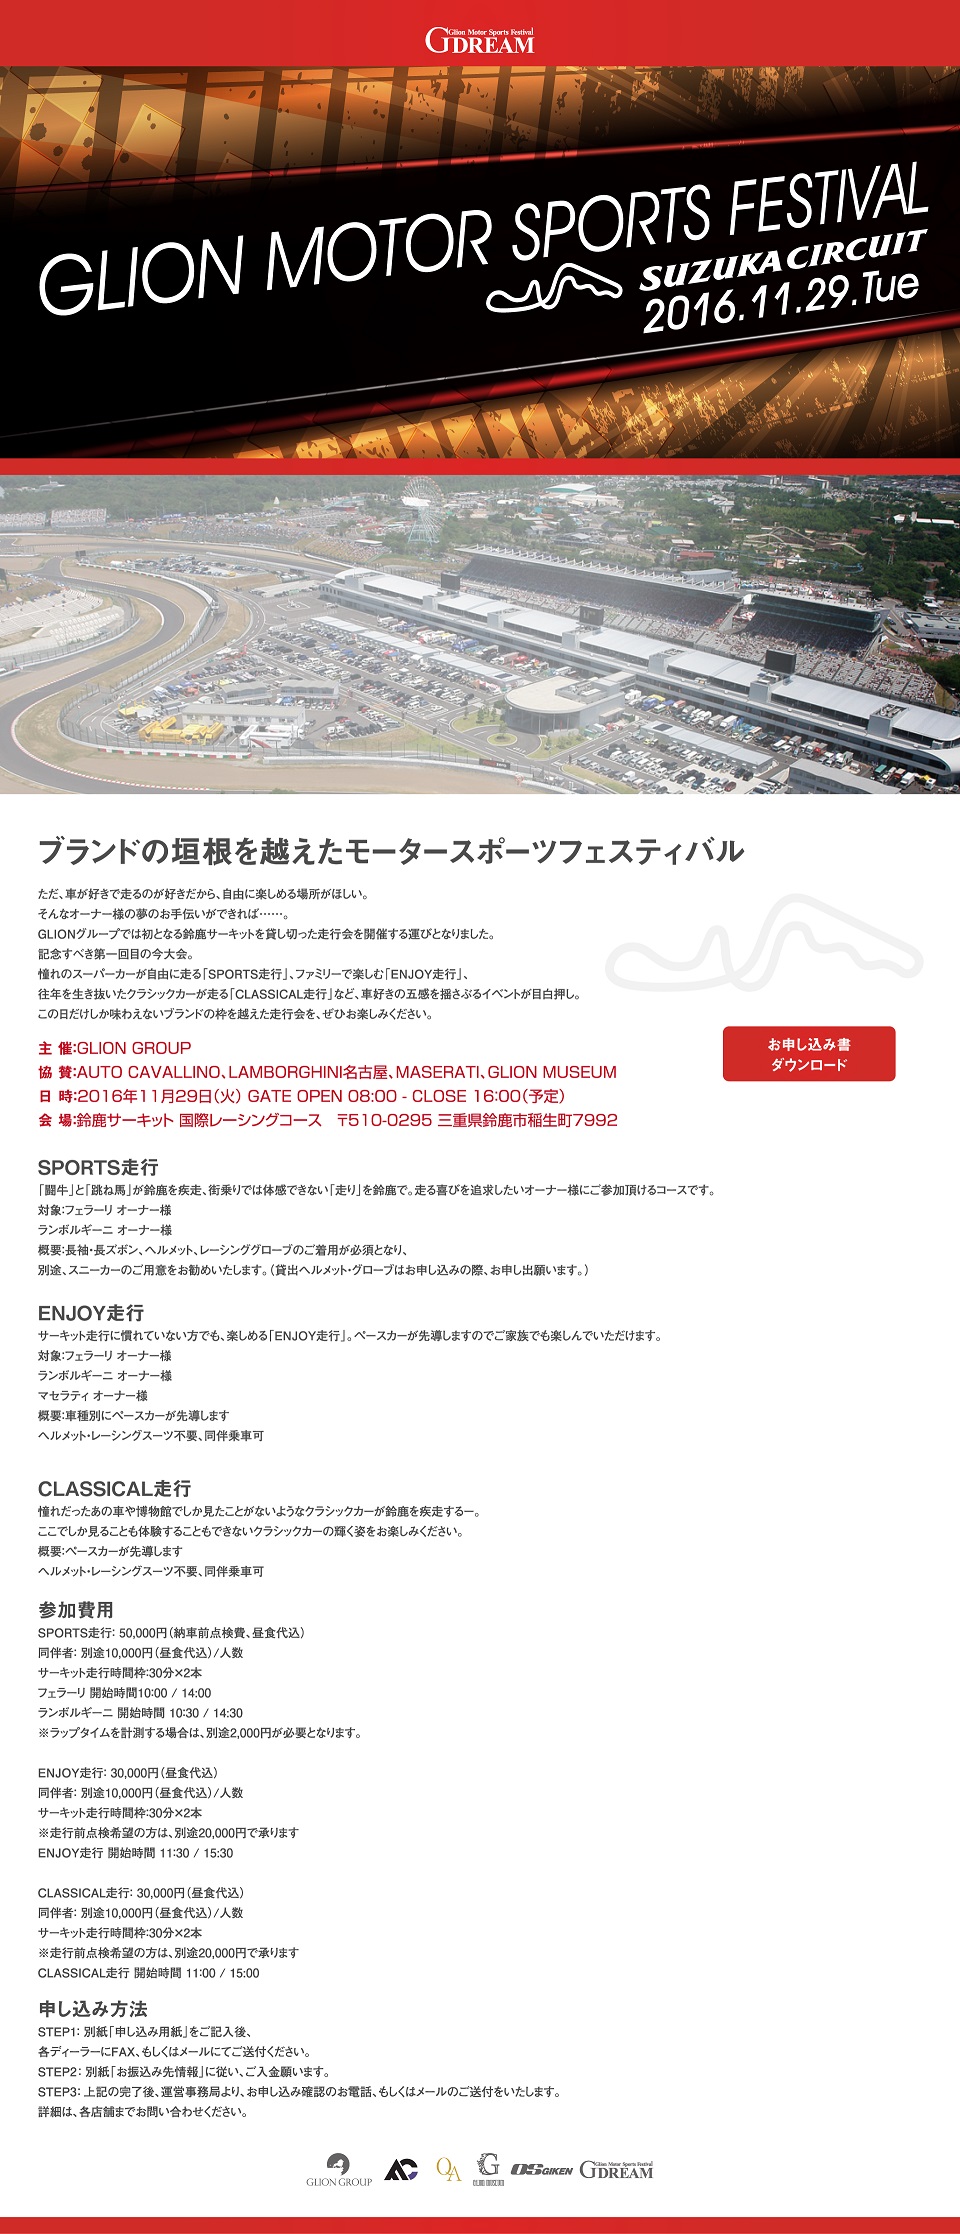 Glion Motor Sports Festival
GDREAM
GLION MOTOR SPORTS FESTIVAL
SUZUKA CIRCUIT
2016.11.29.Tue
ブランドの垣根を越えたモータースポーツフェスティバル
ただ、車が好きで走るのが好きだから、自由に楽しめる場所がほしい。
そんなオーナー様の夢のお手伝いができれば……。
GLIONグループでは初となる鈴鹿サーキットを貸し切った走行会を開催する運びとなりました。
記念すべき第一回目の今大会。
憧れのスーパーカーが自由に走る「SPORTS走行」、ファミリーで楽しむ「ENJOY走行」、
往年を生き抜いたクラシックカーが走る「CLASSICAL走行」など、車好きの五感を揺さぶるイベントが目白押し。
この日だけしか味わえないブランドの枠を越えた走行会を、ぜひお楽しみください。
お申し込み書
ダウンロード
主 催:GLION GROUP
協 賛:AUTO CAVALLINO、LAMBORGHINI名古屋、MASERATI、GLION MUSEUM
日 時:2016年11月29日(火) GATE OPEN 08:00 - CLOSE 16:00(予定)
会 場:鈴鹿サーキット 国際レーシングコース 〒510-0295 三重県鈴鹿市稲生町7992
SPORTS走行
「闘牛」と「跳ね馬」が鈴鹿を疾走、街乗りでは体感できない「走り」を鈴鹿で。走る喜びを追求したいオーナー様にご参加頂けるコースです。
対象:フェラーリ オーナー様
ランボルギーニ オーナー様
概要:長袖・長ズボン、ヘルメット、レーシンググローブのご着用が必須となり、
別途、スニーカーのご用意をお勧めいたします。(貸出ヘルメット・グローブはお申し込みの際、お申し出願います。)
ENJOY走行
サーキット走行に慣れていない方でも、楽しめる「ENJOY走行」。ペースカーが先導しますのでご家族でも楽しんでいただけます。
対象:フェラーリ オーナー様
ランボルギーニ オーナー様
マセラティ オーナー様
概要:車種別にペースカーが先導します
ヘルメット・レーシングスーツ不要、同伴乗車可
CLASSICAL走行
憧れだったあの車や博物館でしか見たことがないようなクラシックカーが鈴鹿を疾走するー。
ここでしか見ることも体験することもできないクラシックカーの輝く姿をお楽しみください。
概要:ペースカーが先導します
ヘルメット・レーシングスーツ不要、同伴乗車可
参加費用
SPORTS走行: 50,000円(納車前点検費、昼食代込)
同伴者: 別途10,000円(昼食代込)/人数
サーキット走行時間枠:30分×2本
フェラーリ 開始時間10:00 / 14:00
ランボルギーニ 開始時間 10:30 / 14:30
※ラップタイムを計測する場合は、別途2,000円が必要となります。
ENJOY走行: 30,000円(昼食代込)
同伴者: 別途10,000円(昼食代込)/人数
サーキット走行時間枠:30分×2本
※走行前点検希望の方は、別途20,000円で承ります
ENJOY走行 開始時間 11:30 / 15:30
CLASSICAL走行: 30,000円(昼食代込)
同伴者: 別途10,000円(昼食代込)/人数
サーキット走行時間枠:30分×2本
※走行前点検希望の方は、別途20,000円で承ります
CLASSICAL走行 開始時間 11:00 / 15:00
申し込み方法
STEP1: 別紙「申し込み用紙」をご記入後、
各ディーラーにFAX、もしくはメールにてご送付ください。
STEP2: 別紙「お振込み先情報」に従い、ご入金願います。
STEP3: 上記の完了後、運営事務局より、お申し込み確認のお電話、もしくはメールのご送付をいたします。
詳細は、各店舗までお問い合わせください。
GLION GROUP
AC
OA
G
GLION MUSEUM
OS GIKEN
Glion Motor Sports Festival
GDREAM